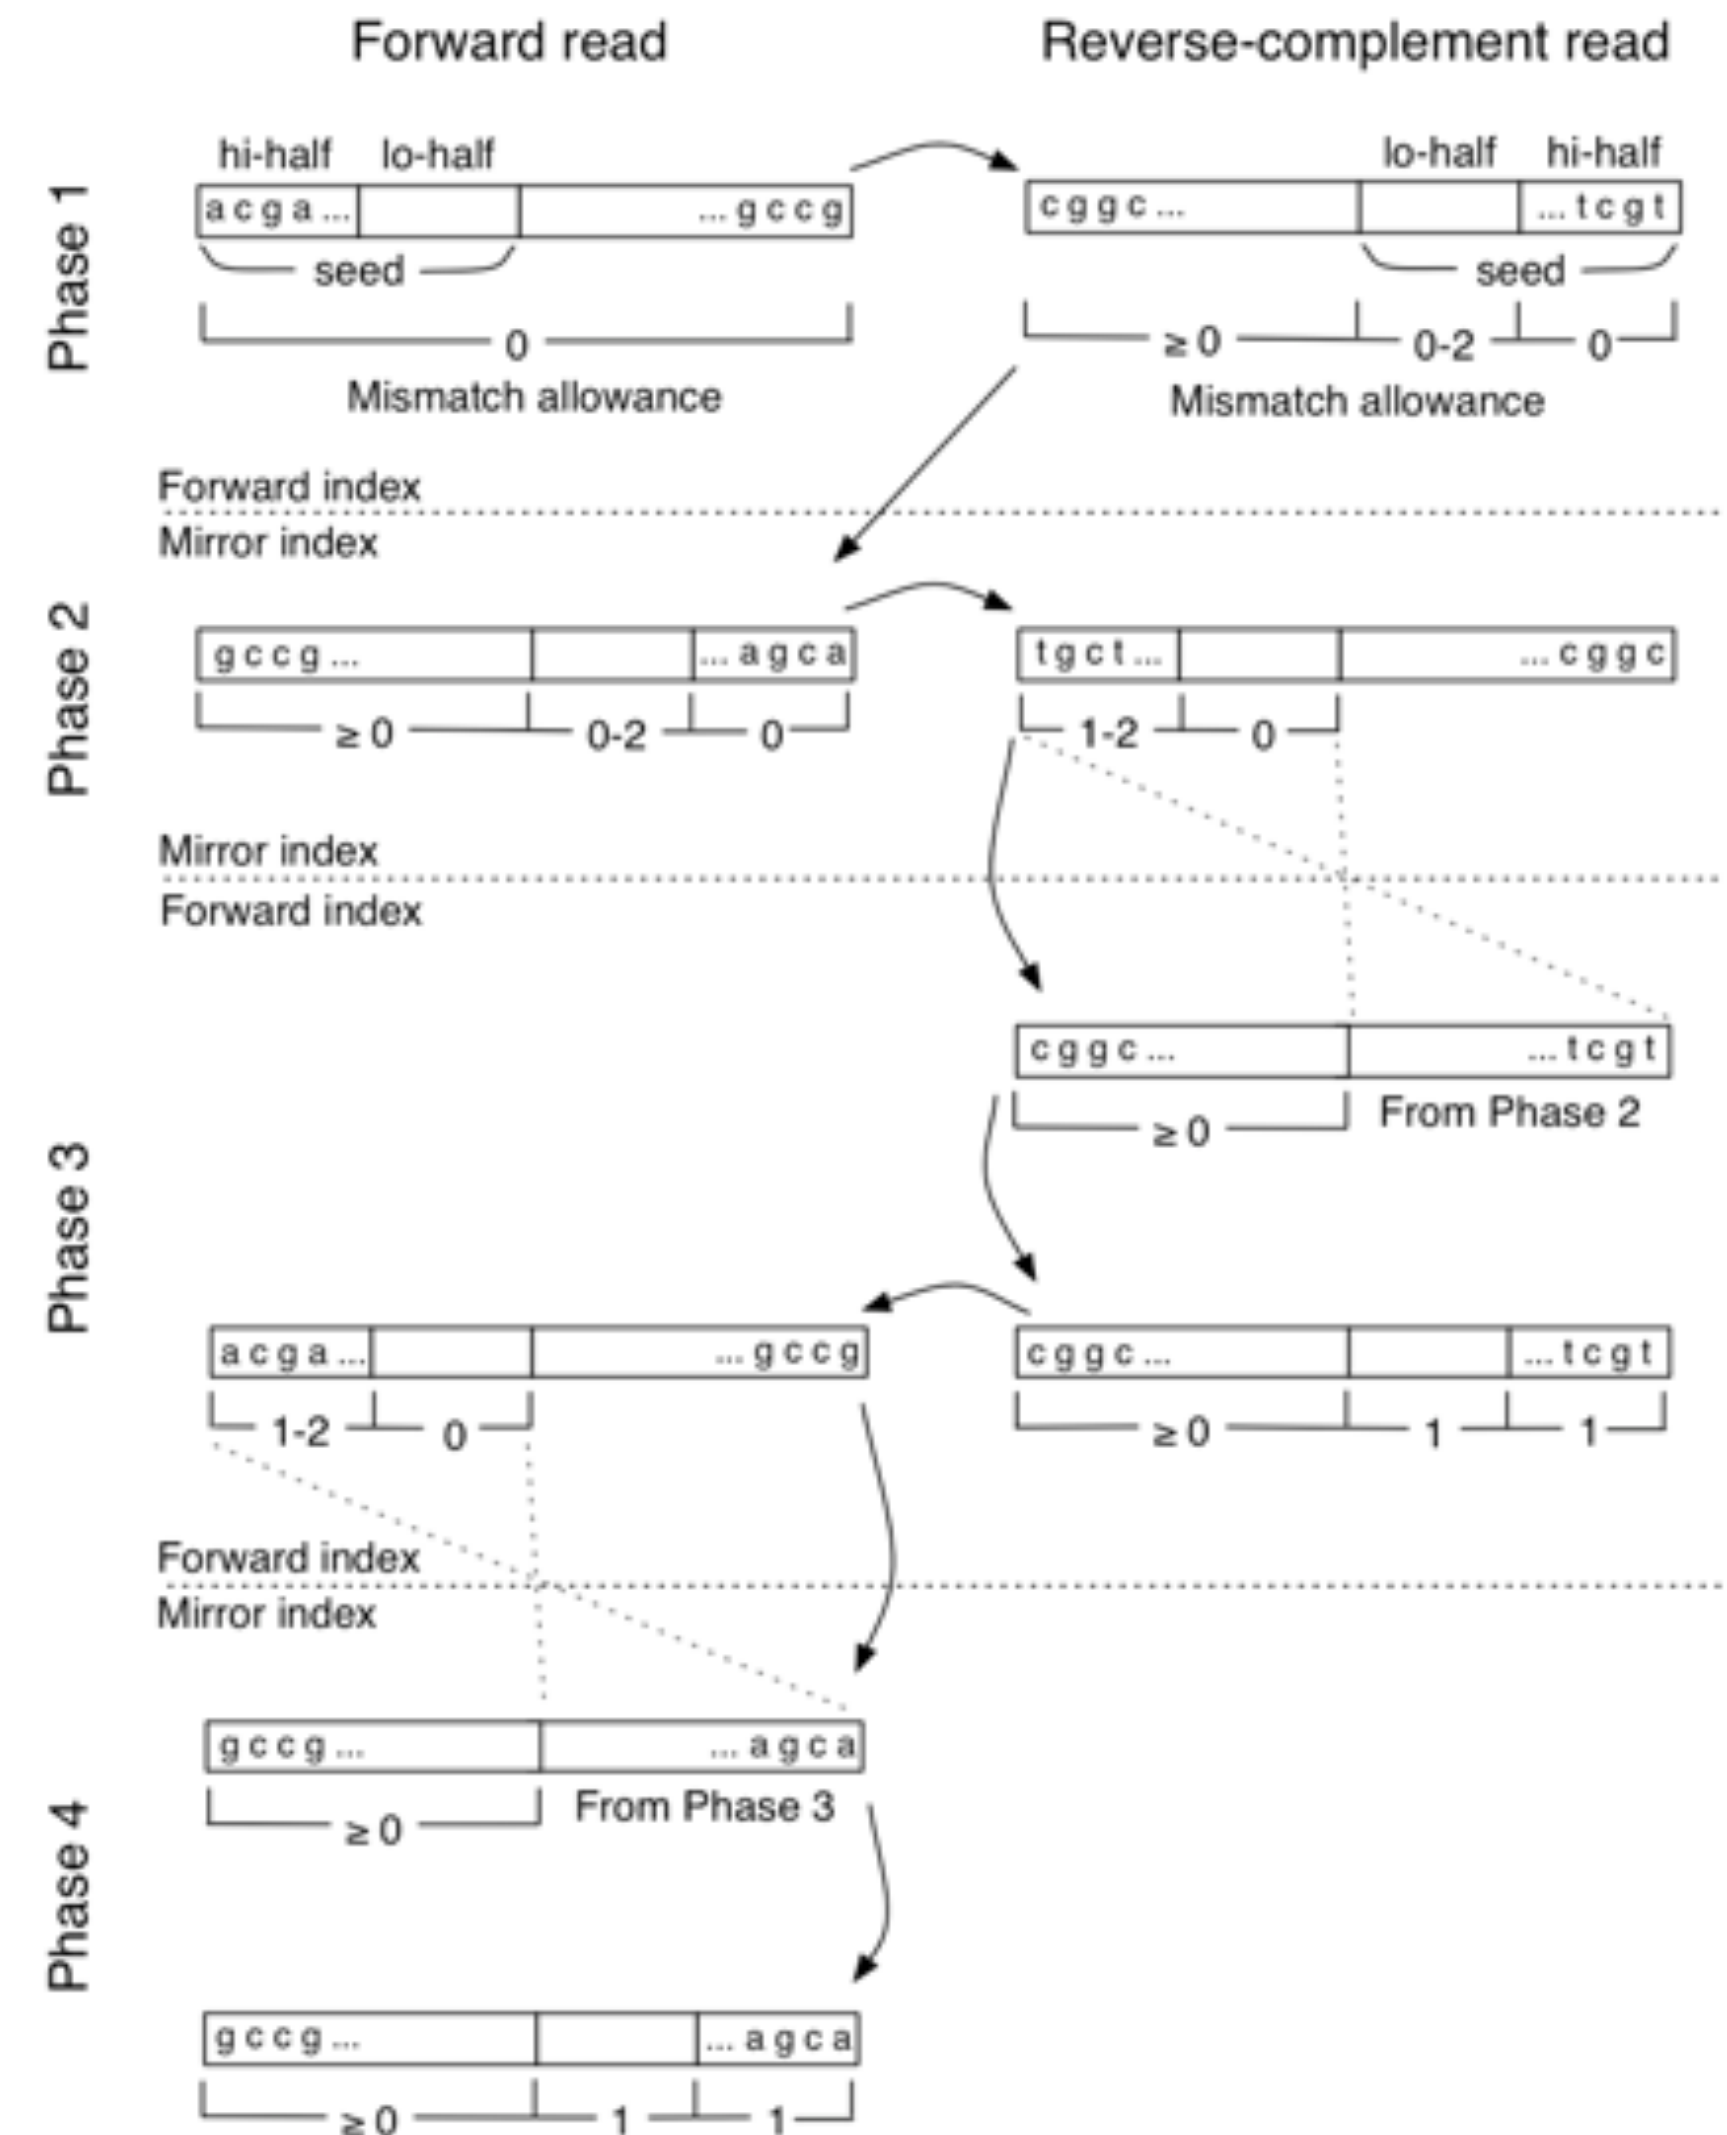 Forward read
Reverse-complement read
Phase 1
hi-half lo-half
lo-half hi-half
a c g a ... ... g c c g
c g g c ... ... t c g t
seed
seed
0
≥ 0 0-2 0
Mismatch allowance
Mismatch allowance
Forward index
Mirror index
Phase 2
g c c g ... ... a g c a
t g c t ... ... c g g c
≥ 0 0-2 0
1-2 0
Mirror index
Forward index
Phase 3
c g g c ... ... t c g t
≥ 0 From Phase 2
a c g a ... ... g c c g
c g g c ... ... t c g t
1-2 0
≥ 0 1 1
Forward index
Mirror index
Phase 4
g c c g ... ... a g c a
≥ 0 From Phase 3
g c c g ... ... a g c a
≥ 0 1 1